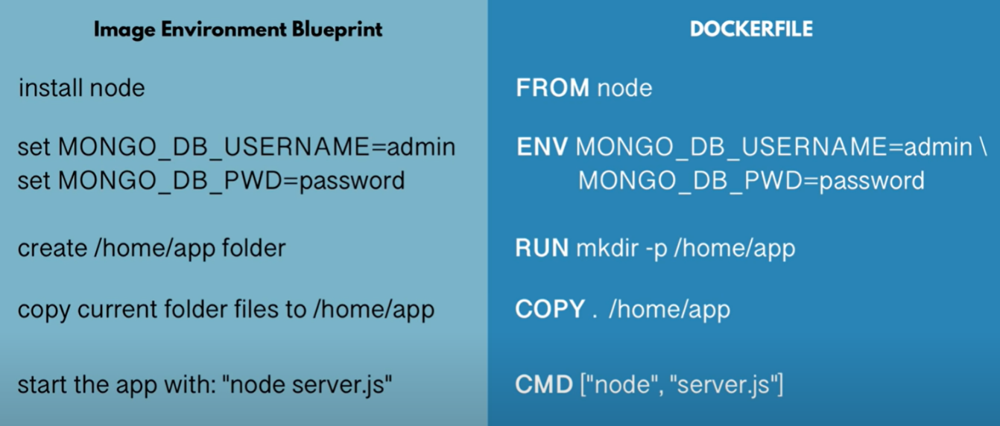 Image Environment Blueprint
install node
set MONGO_DB_USERNAME=admin
set MONGO_DB_PWD=password
create /home/app folder
copy current folder files to /home/app
start the app with: "node server.js"
DOCKERFILE
FROM node
ENV MONGO_DB_USERNAME=admin \
MONGO_DB_PWD=password
RUN mkdir -p /home/app
COPY . /home/app
CMD ["node", "server.js"]